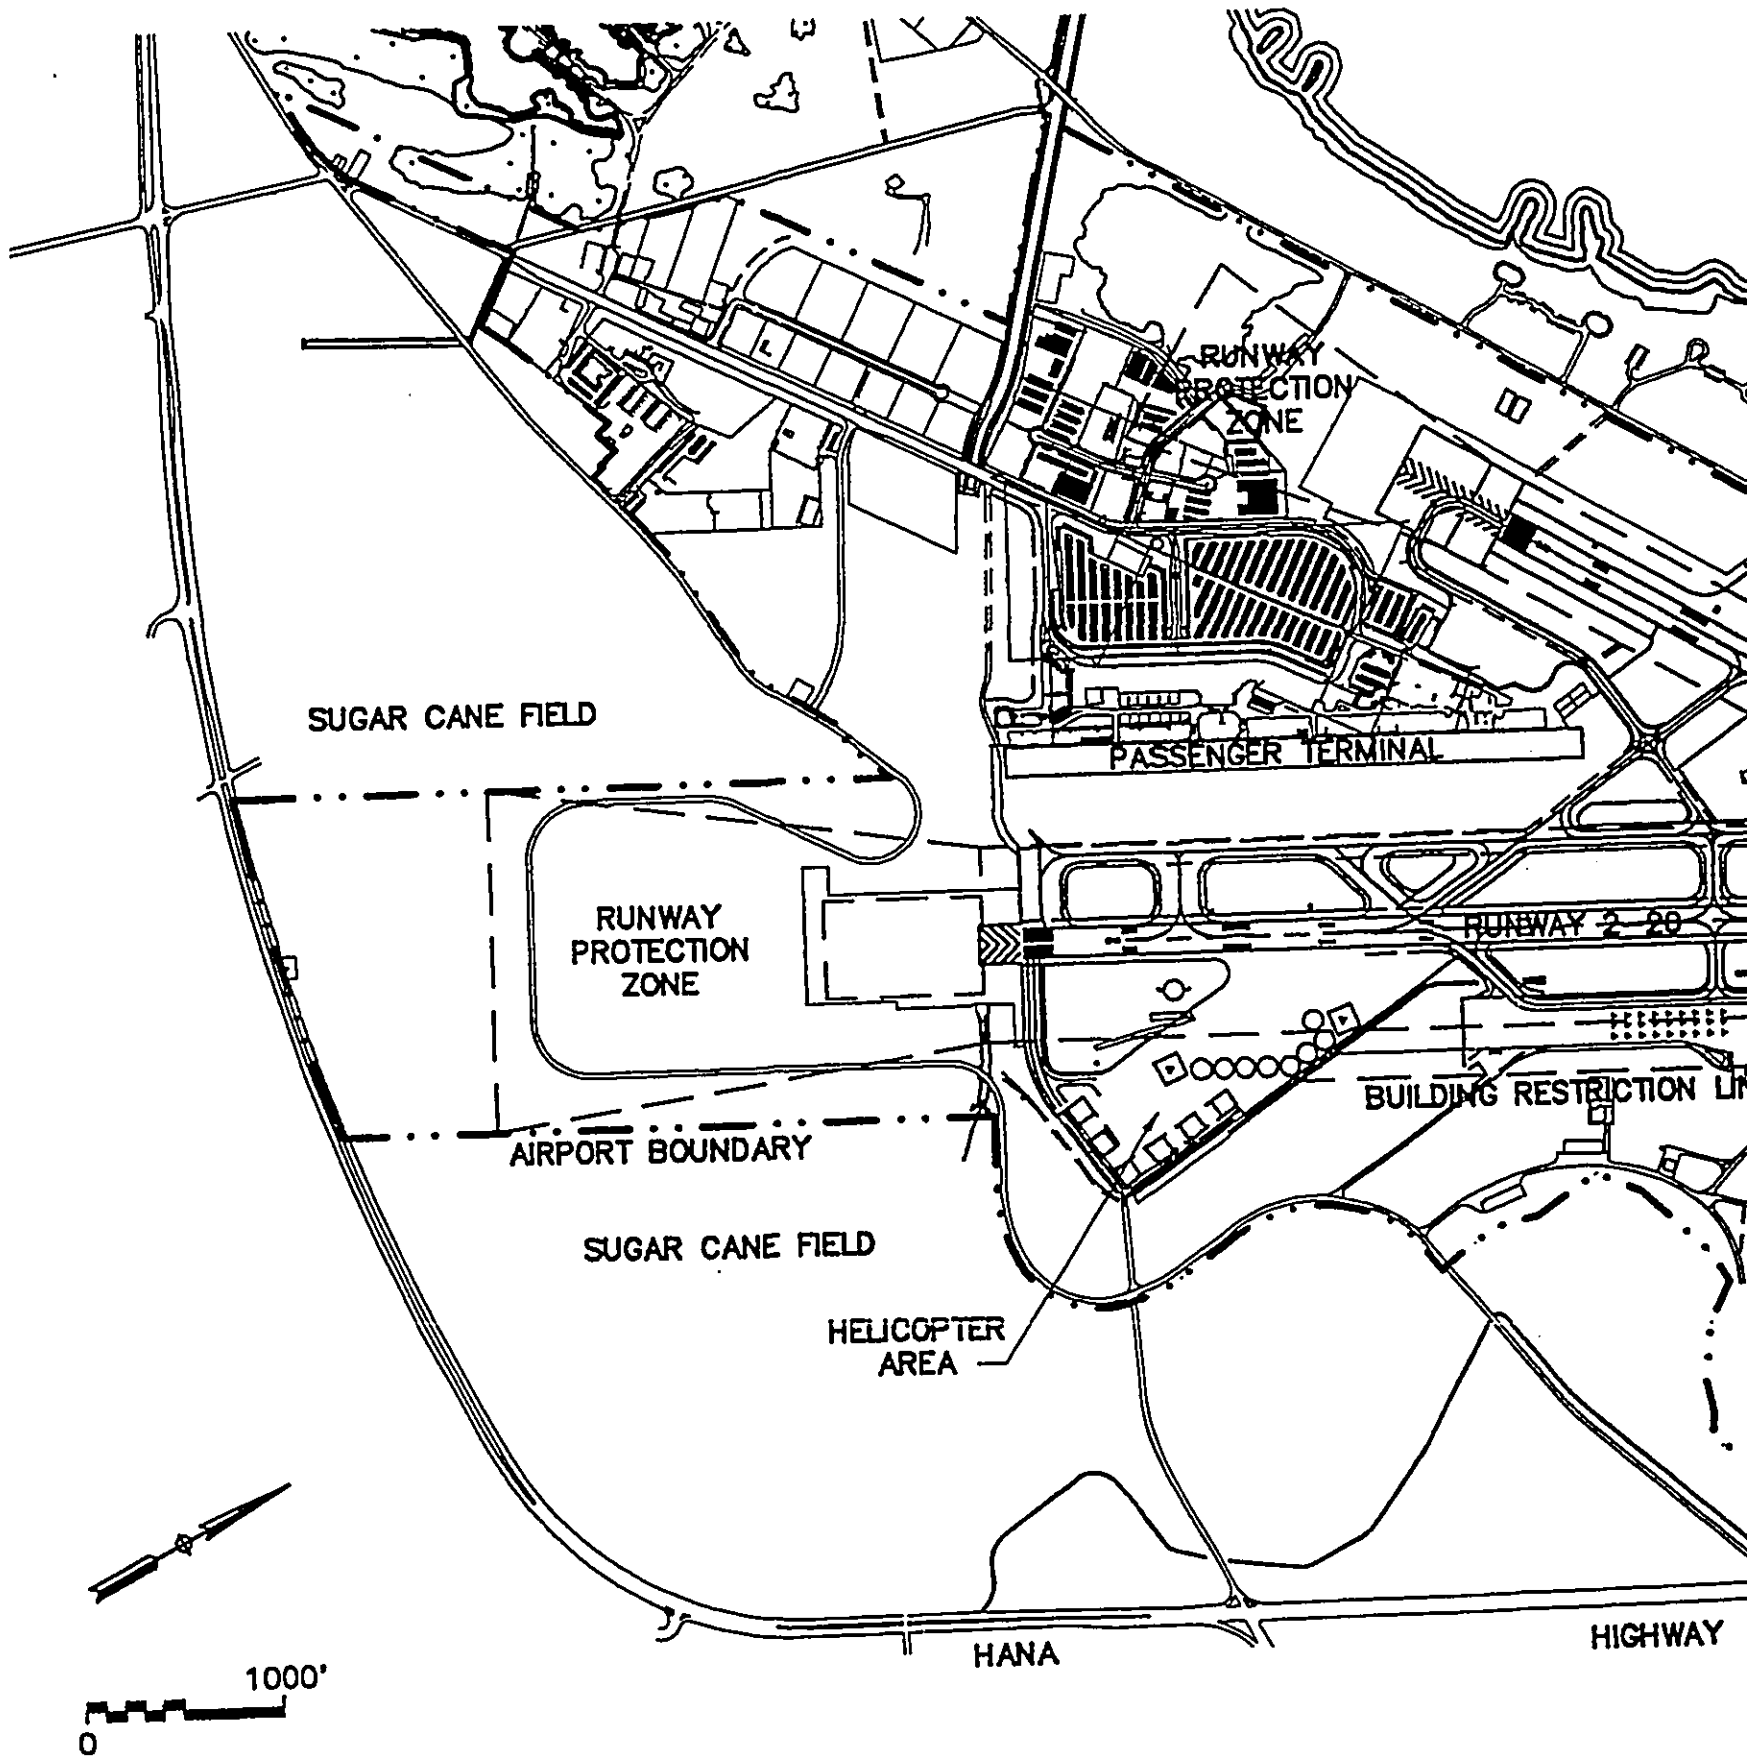 RUNWAY
PROTECTION
ZONE
SUGAR CANE FIELD
PASSENGER TERMINAL
RUNWAY
PROTECTION
ZONE
RUNWAY 2-20
BUILDING RESTRICTION LIN
AIRPORT BOUNDARY
SUGAR CANE FIELD
HELICOPTER
AREA
HANA
HIGHWAY
1000'
0